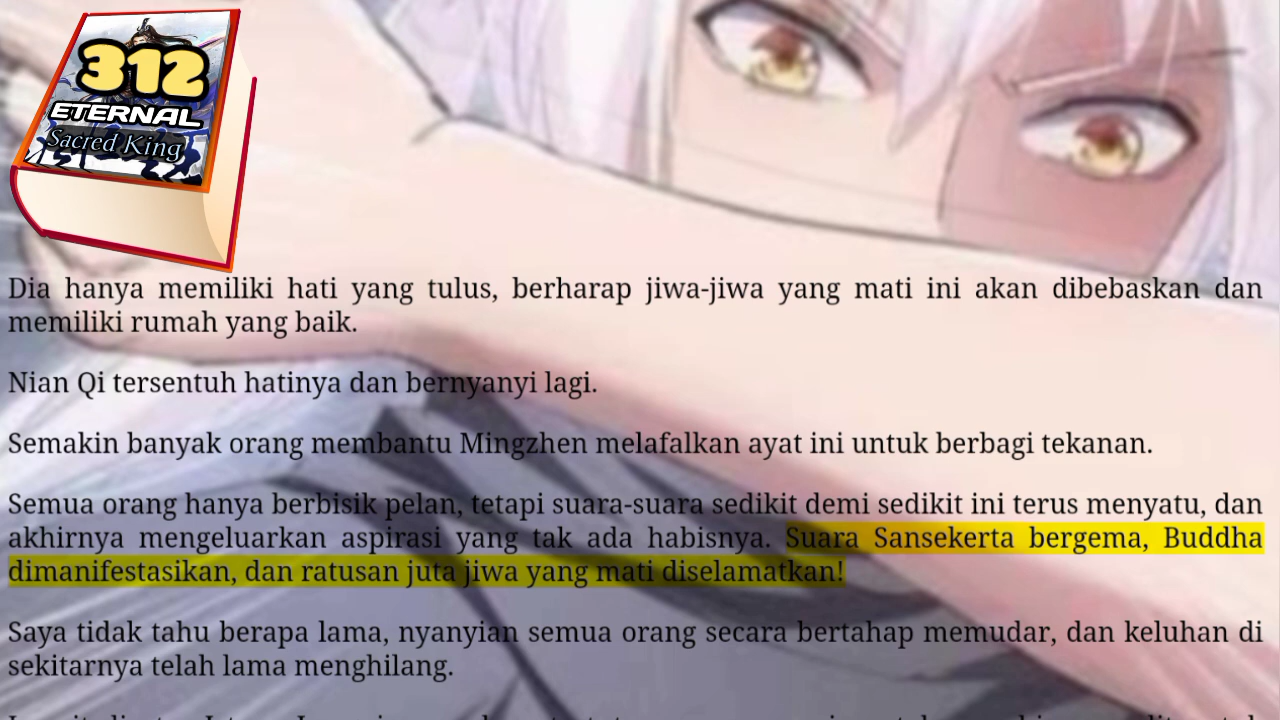 312
ETERNAL
Sacred King
Dia hanya memiliki hati yang tulus, berharap jiwa-jiwa yang mati ini akan dibebaskan dan
memiliki rumah yang baik.
Nian Qi tersentuh hatinya dan bernyanyi lagi.
Semakin banyak orang membantu Mingzhen melafalkan ayat ini untuk berbagi tekanan.
Semua orang hanya berbisik pelan, tetapi suara-suara sedikit demi sedikit ini terus menyatu, dan
akhirnya mengeluarkan aspirasi yang tak ada habisnya. Suara Sansekerta bergema, Buddha
dimanifestasikan, dan ratusan juta jiwa yang mati diselamatkan!
Saya tidak tahu berapa lama, nyanyian semua orang secara bertahap memudar, dan keluhan di
sekitarnya telah lama menghilang.